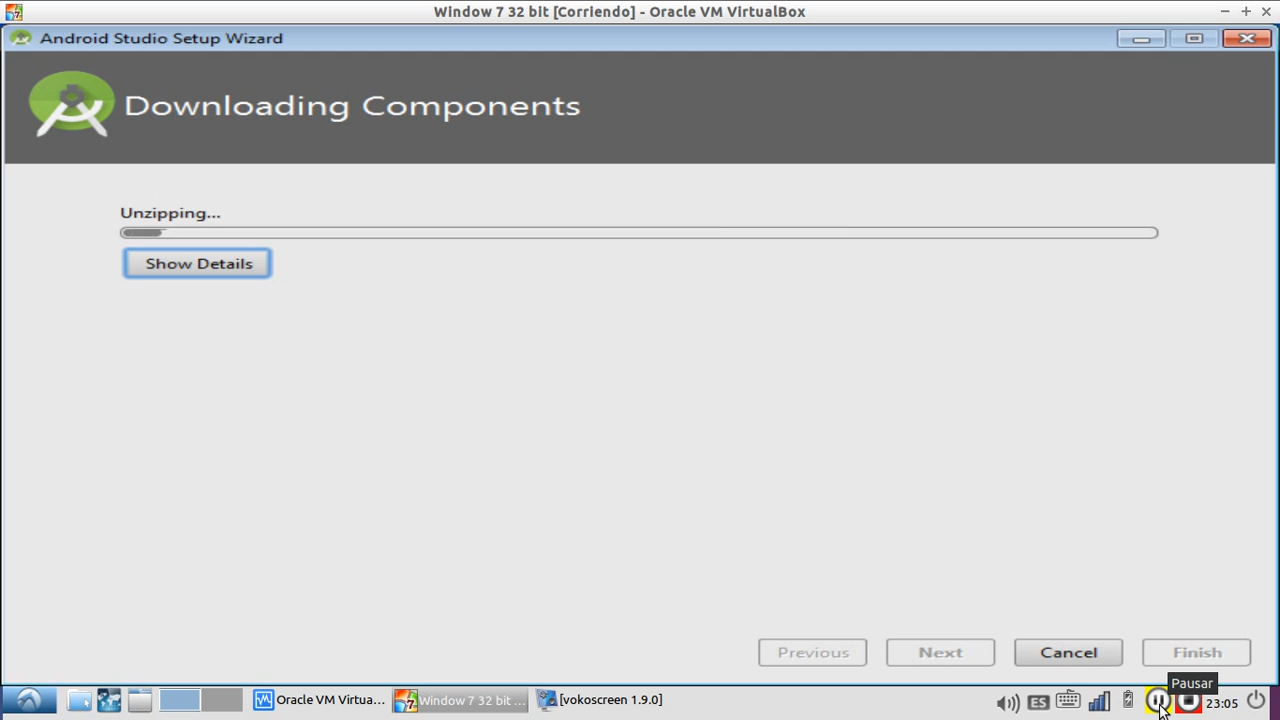 Window 7 32 bit [Corriendo] - Oracle VM VirtualBox
Android Studio Setup Wizard
Downloading Components
Unzipping...
Show Details
Previous
Next
Cancel
Finish
Pausar
Oracle VM Virtua...
Window 7 32 bit ...
[vokoscreen 1.9.0]
ES
23:05